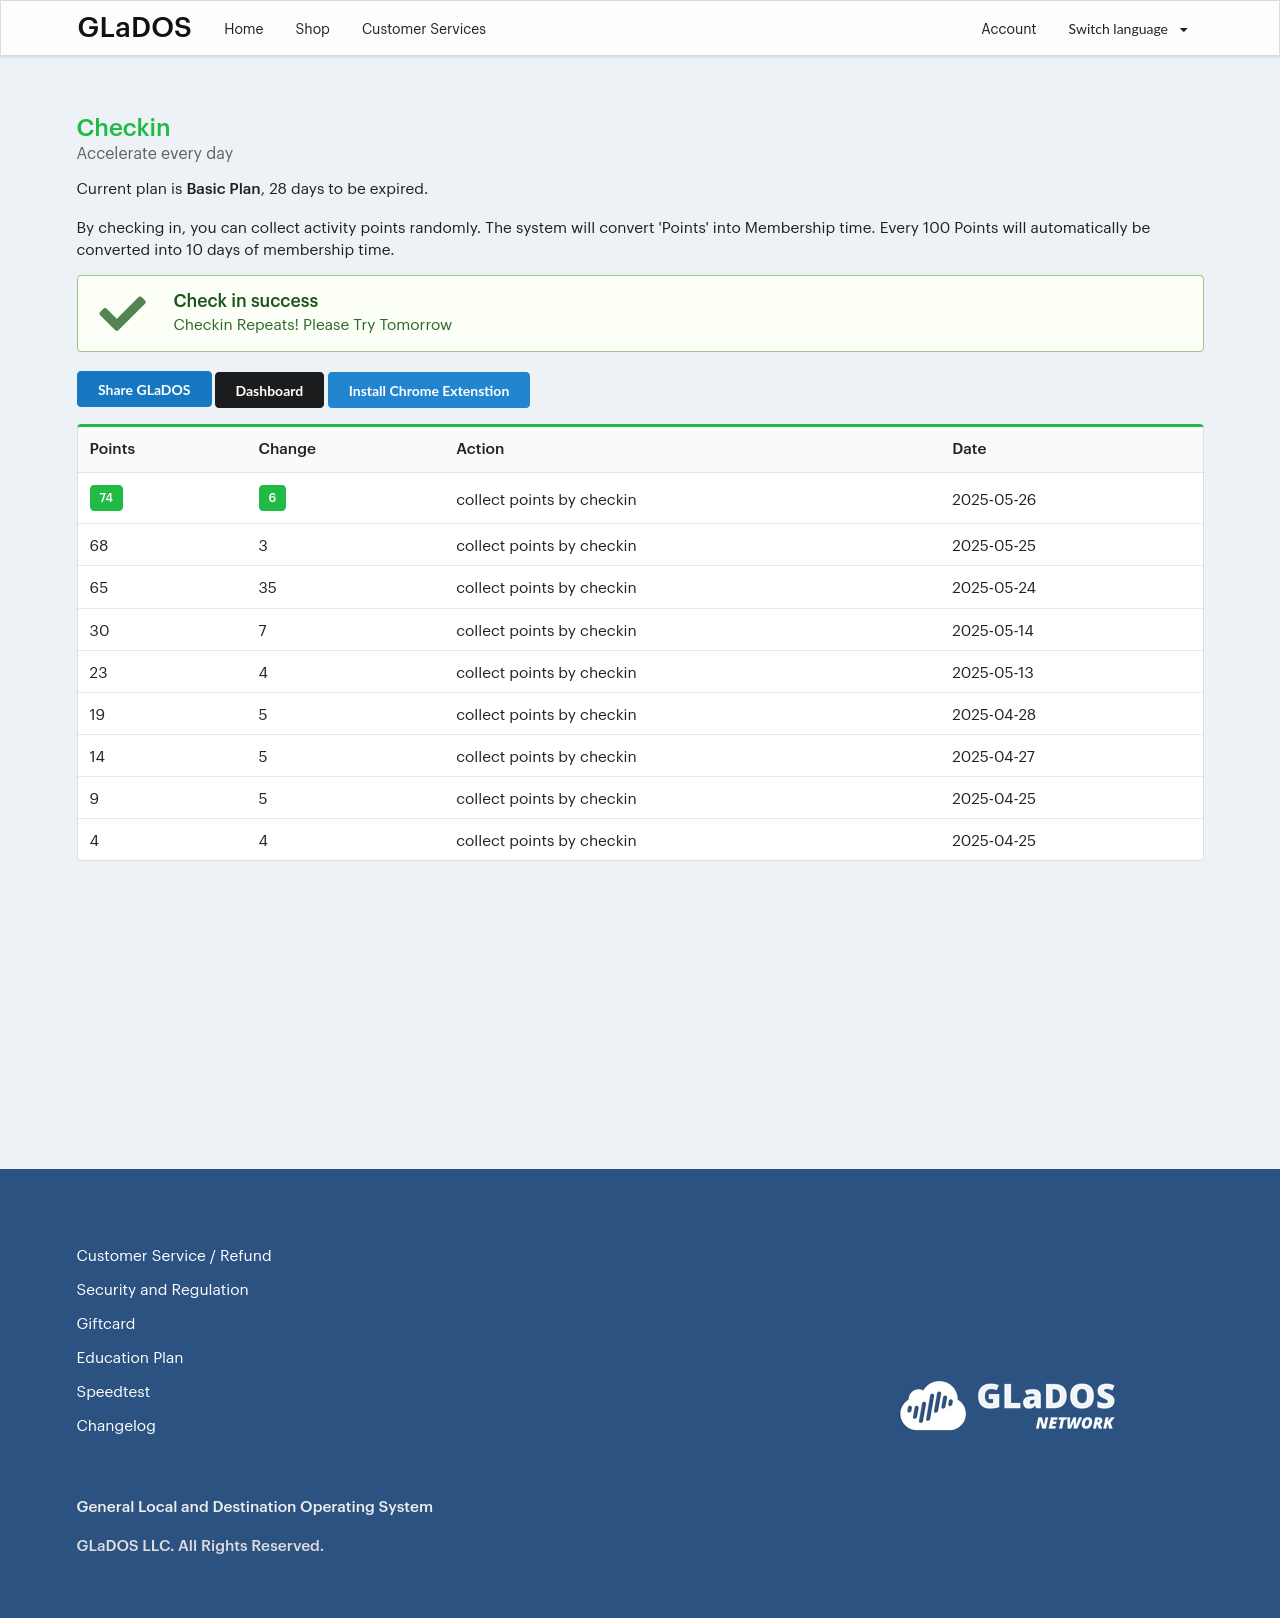 GLaDOS Home Shop Customer Services Account Switch language
Checkin
Accelerate every day
Current plan is Basic Plan, 28 days to be expired.
By checking in, you can collect activity points randomly. The system will convert 'Points' into Membership time. Every 100 Points will automatically be
converted into 10 days of membership time.
Check in success
Checkin Repeats! Please Try Tomorrow
Share GLaDOS Dashboard Install Chrome Extenstion
Points Change Action Date
74 6 collect points by checkin 2025-05-26
68 3 collect points by checkin 2025-05-25
65 35 collect points by checkin 2025-05-24
30 7 collect points by checkin 2025-05-14
23 4 collect points by checkin 2025-05-13
19 5 collect points by checkin 2025-04-28
14 5 collect points by checkin 2025-04-27
9 5 collect points by checkin 2025-04-25
4 4 collect points by checkin 2025-04-25
Customer Service / Refund
Security and Regulation
Giftcard
Education Plan
Speedtest
Changelog
GLaDOS
NETWORK
General Local and Destination Operating System
GLaDOS LLC. All Rights Reserved.